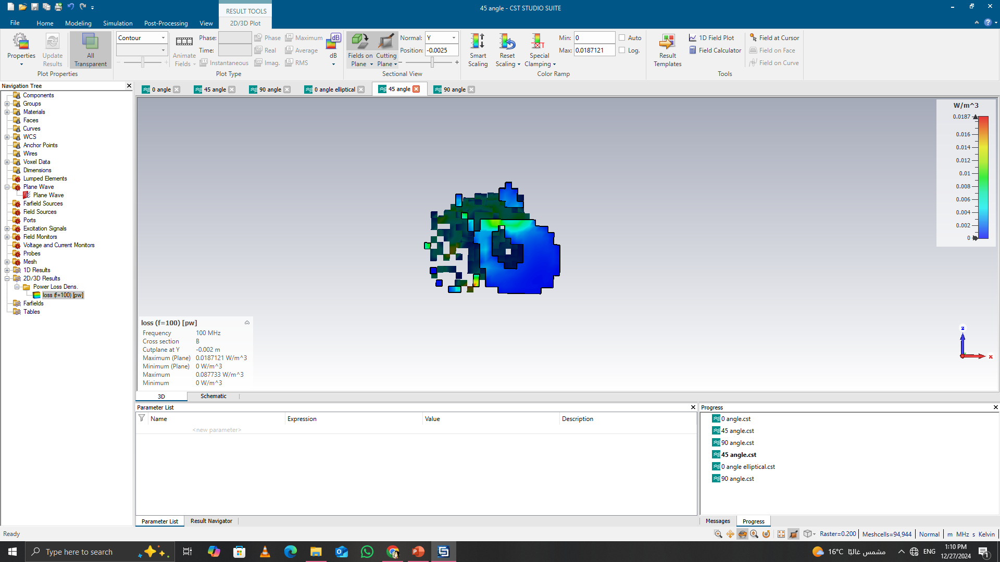 45 angle - CST STUDIO SUITE
RESULT TOOLS
File
Home
Modeling
Simulation
Post-Processing
View
2D/3D Plot
Properties
Update Results
All Transparent
Plot Properties
Contour
Animate Fields
Phase:
Time:
Phase
Real
Instantaneous
Maximum
Average
Imag.
RMS
dB
dB
Plot Type
Fields on Plane
Cutting Plane
Normal: Y
Position: -0.0025
Sectional View
Smart Scaling
Reset Scaling
Special Clamping
Min: 0
Max: 0.0187121
Auto
Log.
Color Ramp
Result Templates
1D Field Plot
Field Calculator
Field at Cursor
Field on Face
Field on Curve
Tools
Navigation Tree
Components
Groups
Materials
Faces
Curves
WCS
Anchor Points
Wires
Voxel Data
Dimensions
Lumped Elements
Plane Wave
Plane Wave
Farfield Sources
Field Sources
Ports
Excitation Signals
Field Monitors
Voltage and Current Monitors
Probes
Mesh
1D Results
2D/3D Results
Power Loss Dens.
loss (f=100) [pw]
Farfields
Tables
0 angle
45 angle
90 angle
0 angle elliptical
45 angle
90 angle
W/m^3
0.0187
0.016
0.014
0.012
0.01
0.008
0.006
0.004
0.002
0
loss (f=100) [pw]
Frequency 100 MHz
Cross section B
Cutplane at Y -0.002 m
Maximum (Plane) 0.0187121 W/m^3
Minimum (Plane) 0 W/m^3
Maximum 0.087733 W/m^3
Minimum 0 W/m^3
z
x
3D
Schematic
Parameter List
Name
Expression
Value
Description
<new parameter>
Parameter List
Result Navigator
Progress
0 angle.cst
45 angle.cst
90 angle.cst
45 angle.cst
0 angle elliptical.cst
90 angle.cst
Messages
Progress
Ready
Raster=0.200
Meshcells=94,944
Normal
m MHz s Kelvin
Type here to search
16°C
مشمس غالبًا
ENG
1:10 PM
12/27/2024
1